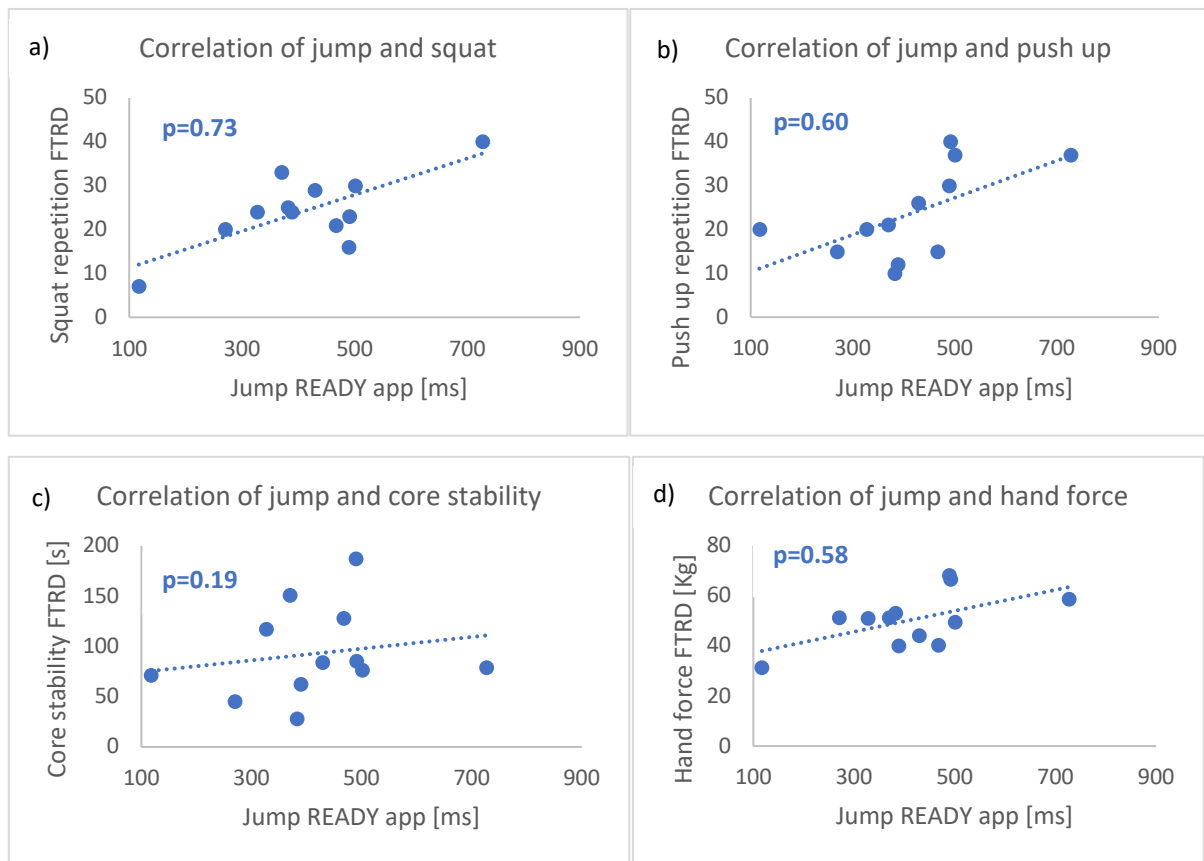 a)
Correlation of jump and squat
p=0.73
Squat repetition FTRD
50
40
30
20
10
0
100 300 500 700 900
Jump READY app [ms]
b)
Correlation of jump and push up
p=0.60
Push up repetition FTRD
50
40
30
20
10
0
100 300 500 700 900
Jump READY app [ms]
c)
Correlation of jump and core stability
p=0.19
Core stability FTRD [s]
200
150
100
50
0
100 300 500 700 900
Jump READY app [ms]
d)
Correlation of jump and hand force
p=0.58
Hand force FTRD [Kg]
80
60
40
20
0
100 300 500 700 900
Jump READY app [ms]